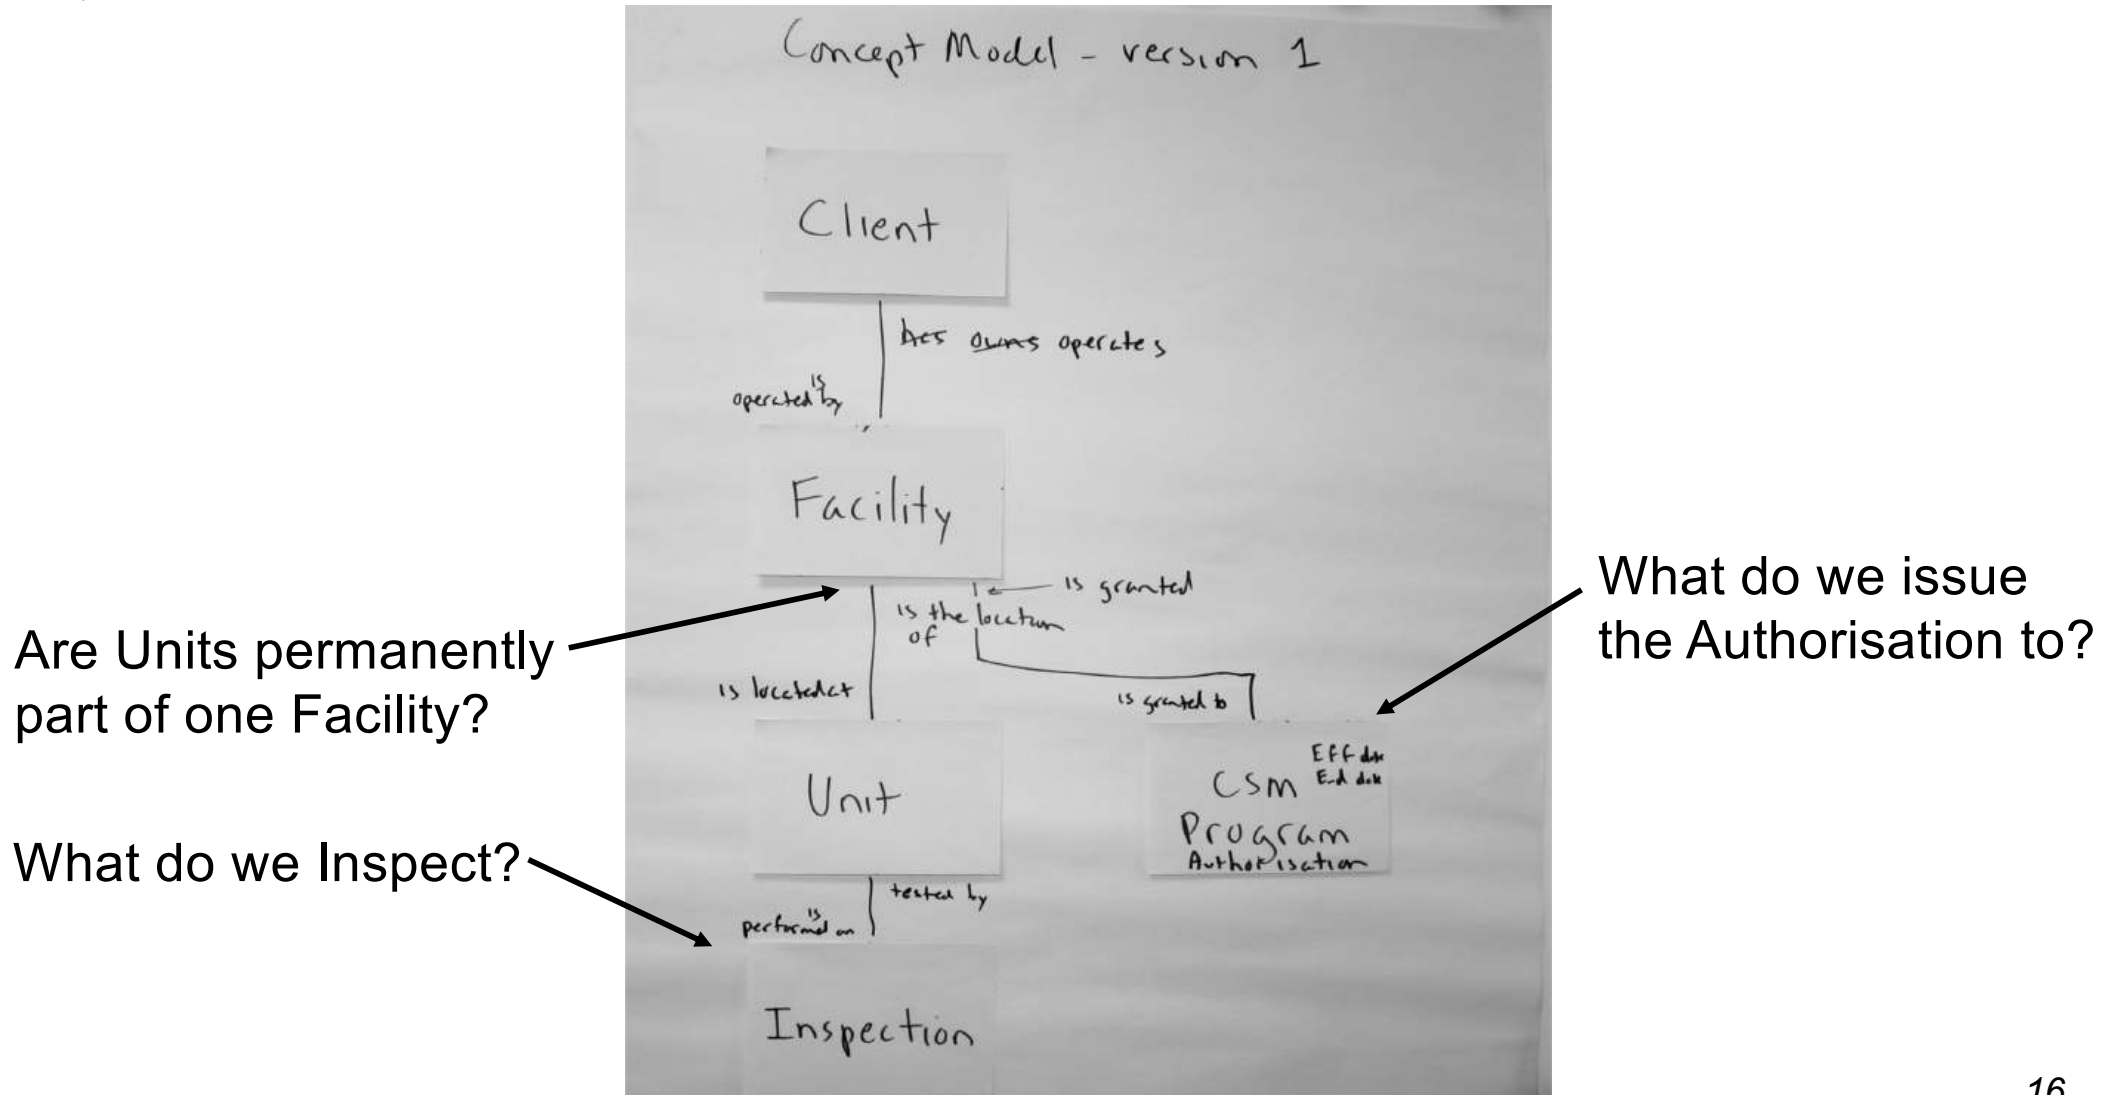 Concept Model - version 1
Client
has owns operates
is
operated by
Facility
is granted
is the location
of
What do we issue
the Authorisation to?
Are Units permanently
part of one Facility?
is located at
is granted to
Unit
Eff date
End date
CSM
Program
Authorisation
What do we Inspect?
tested by
is
performed on
Inspection
16